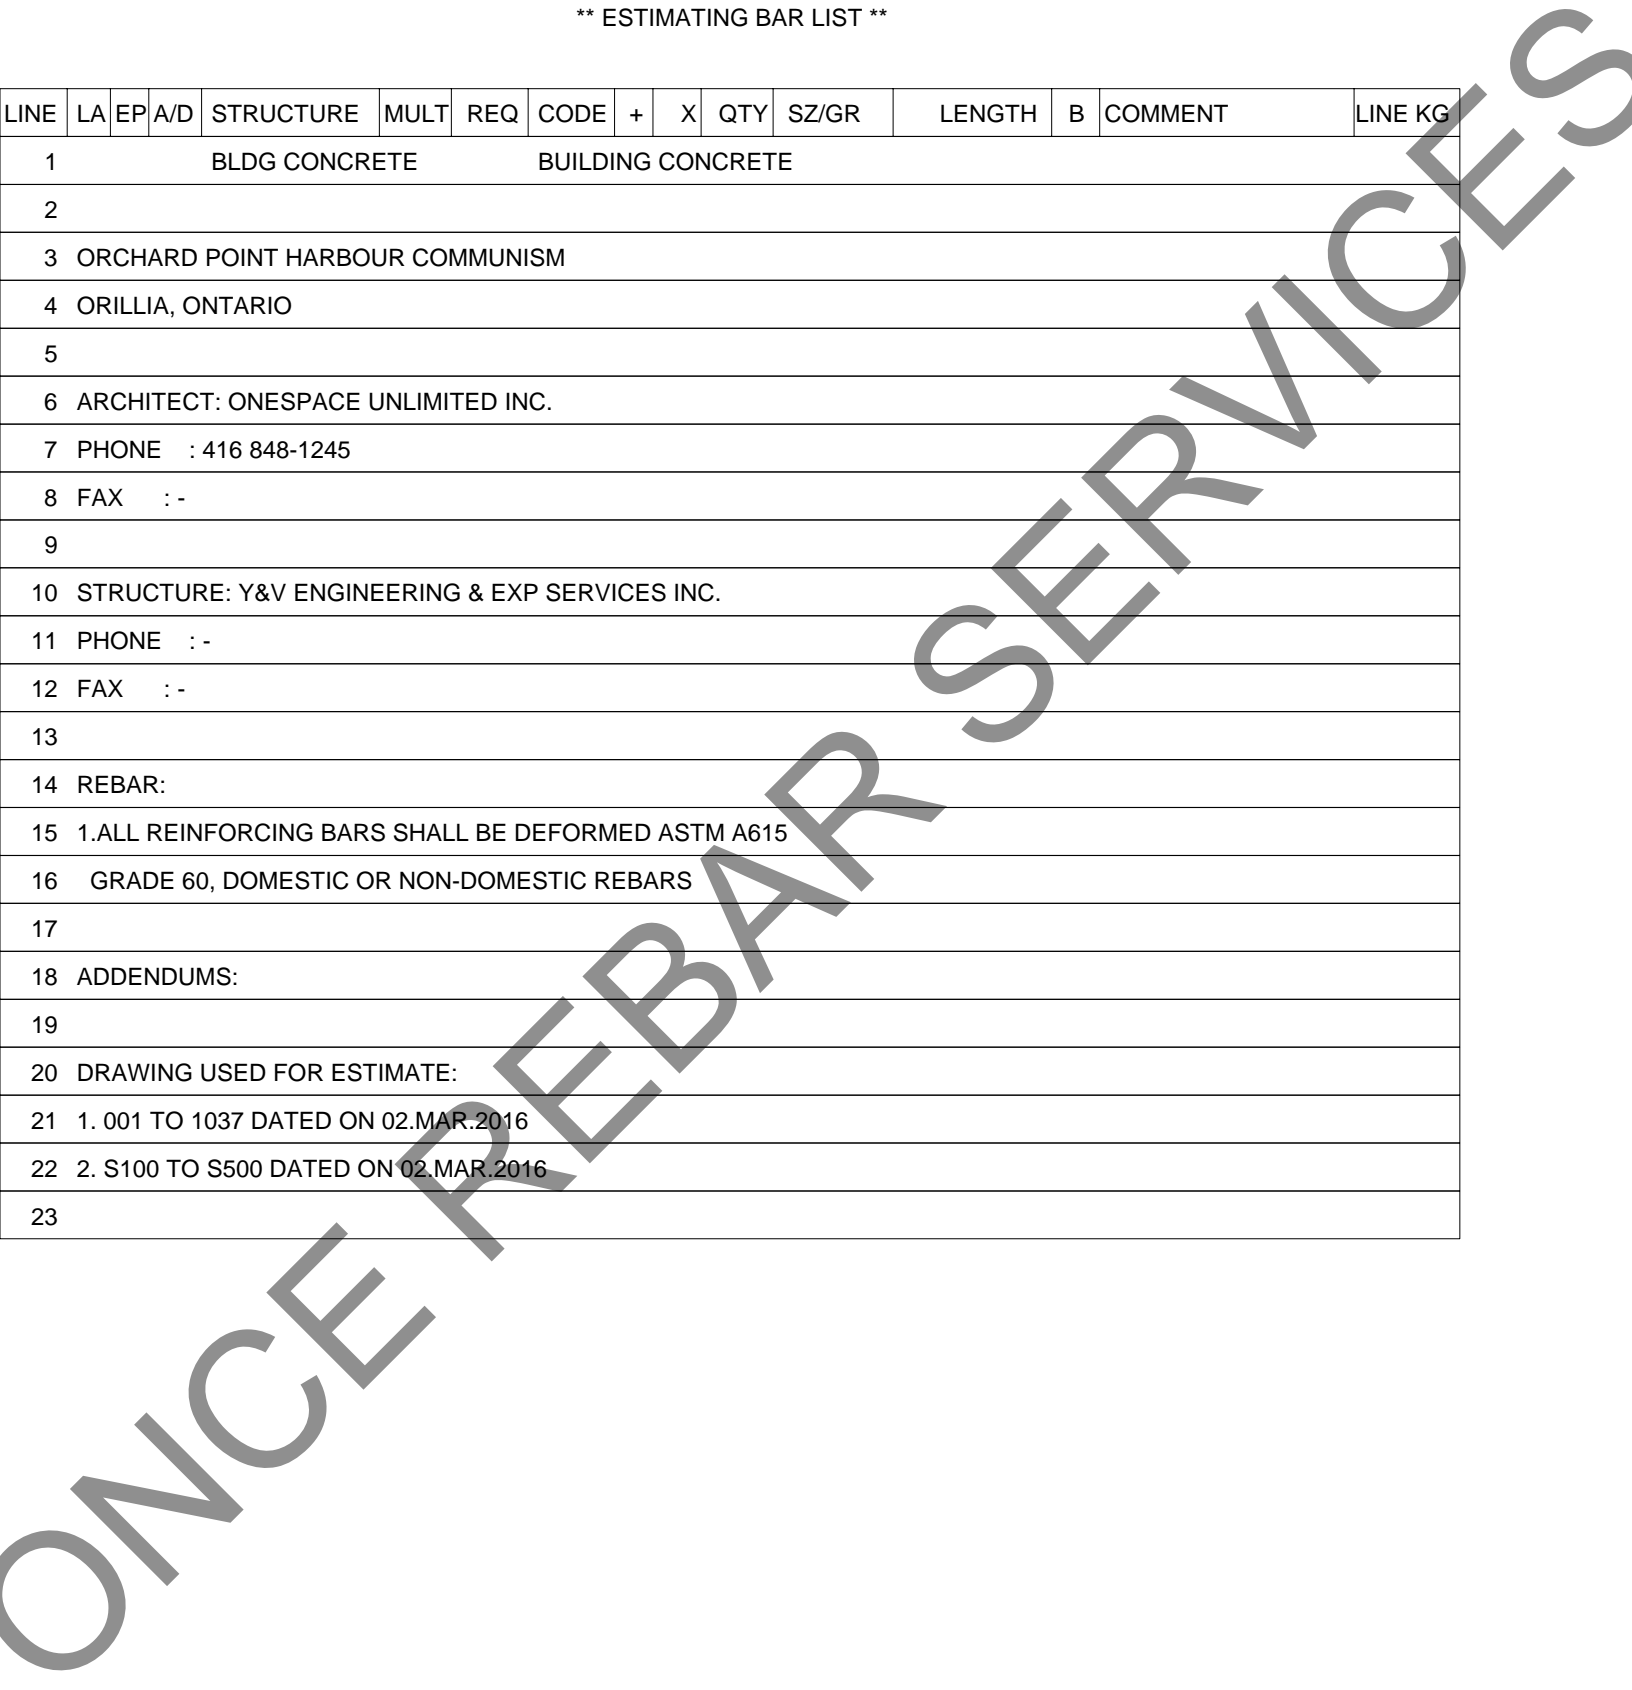 ** ESTIMATING BAR LIST **
LINE LA EP A/D STRUCTURE MULT REQ CODE + X QTY SZ/GR LENGTH B COMMENT LINE KG
1 BLDG CONCRETE BUILDING CONCRETE
2
3 ORCHARD POINT HARBOUR COMMUNISM
4 ORILLIA, ONTARIO
5
6 ARCHITECT: ONESPACE UNLIMITED INC.
7 PHONE : 416 848-1245
8 FAX : -
9
10 STRUCTURE: Y&V ENGINEERING & EXP SERVICES INC.
11 PHONE : -
12 FAX : -
13
14 REBAR:
15 1.ALL REINFORCING BARS SHALL BE DEFORMED ASTM A615
16 GRADE 60, DOMESTIC OR NON-DOMESTIC REBARS
17
18 ADDENDUMS:
19
20 DRAWING USED FOR ESTIMATE:
21 1. 001 TO 1037 DATED ON 02.MAR.2016
22 2. S100 TO S500 DATED ON 02.MAR.2016
23
ONCE REBAR SERVICES